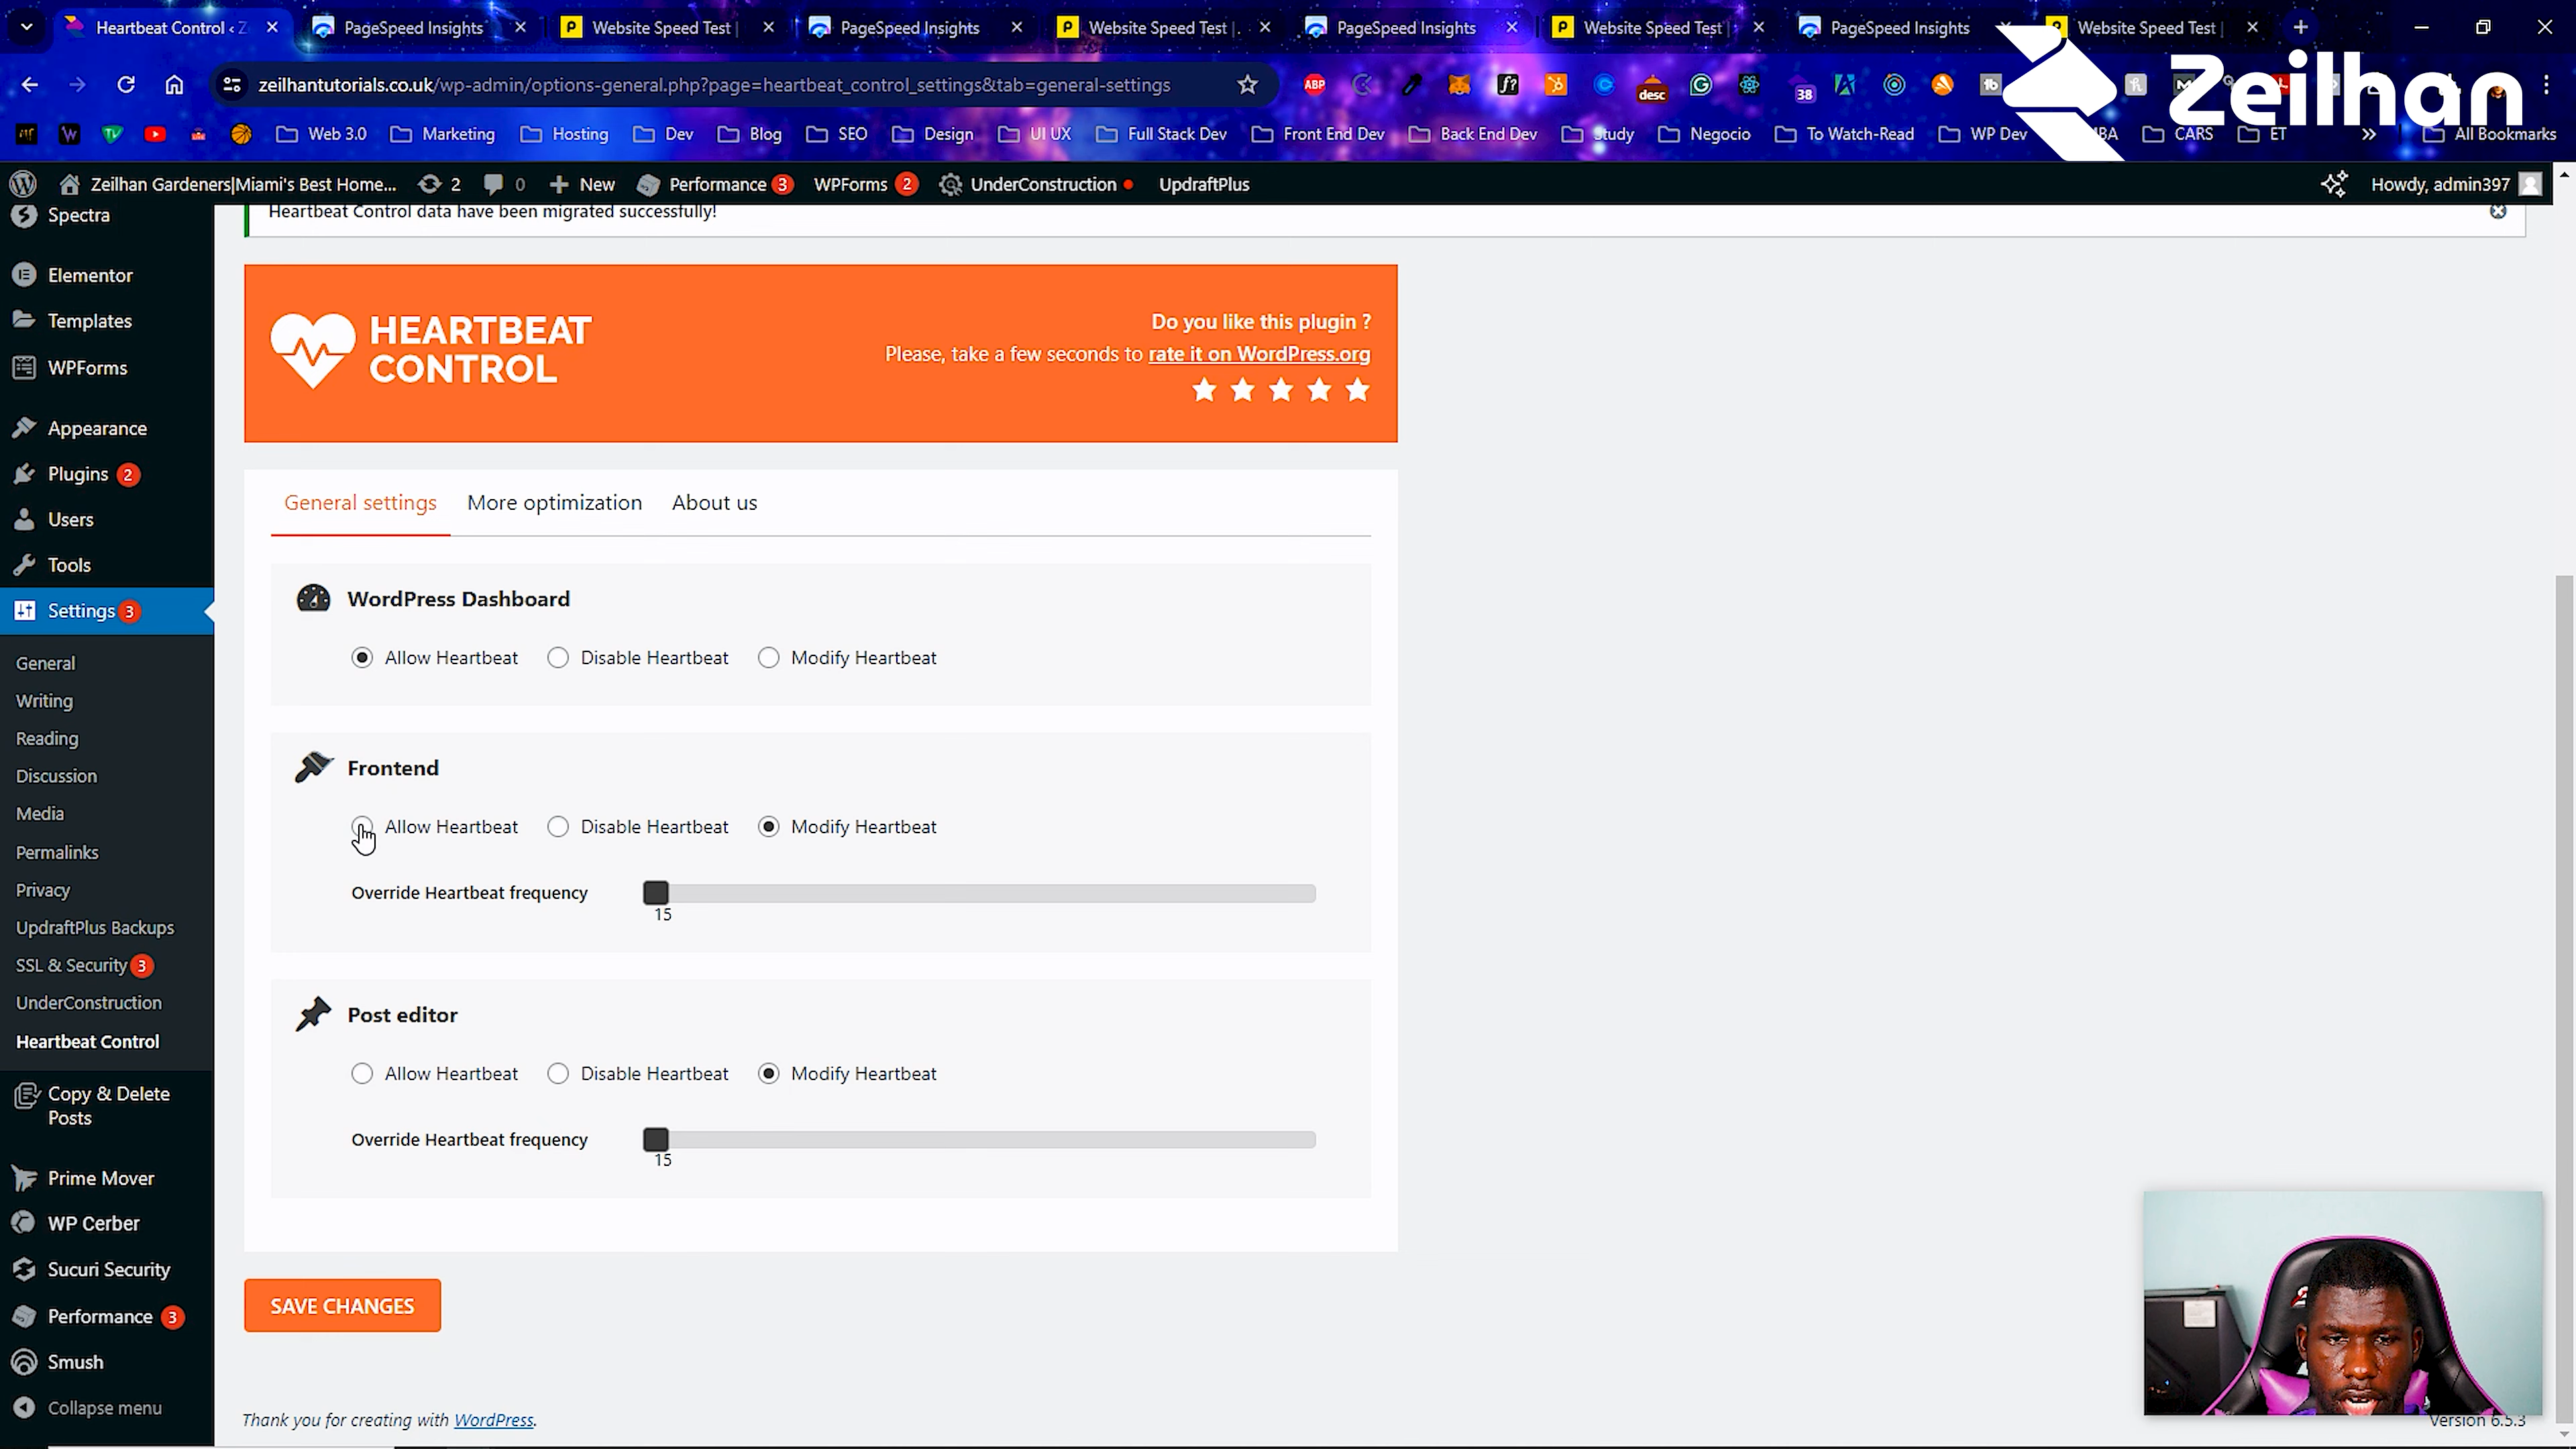 Heartbeat Control ‹ Z
PageSpeed Insights
Website Speed Test |
PageSpeed Insights
Website Speed Test | .
PageSpeed Insights
Website Speed Test |
PageSpeed Insights
Website Speed Test |
zeilhantutorials.co.uk/wp-admin/options-general.php?page=heartbeat_control_settings&tab=general-settings
ABP
f?
desc
38
Zeilhan
Web 3.0
Marketing
Hosting
Dev
Blog
SEO
Design
UI UX
Full Stack Dev
Front End Dev
Back End Dev
Study
Negocio
To Watch-Read
WP Dev
CARS
ET
All Bookmarks
Zeilhan Gardeners|Miami's Best Home...
2
0
New
Performance 3
WPForms 2
UnderConstruction
UpdraftPlus
Howdy, admin397
Spectra
Elementor
Templates
WPForms
Appearance
Plugins 2
Users
Tools
Settings 3
General
Writing
Reading
Discussion
Media
Permalinks
Privacy
UpdraftPlus Backups
SSL & Security 3
UnderConstruction
Heartbeat Control
Copy & Delete
Posts
Prime Mover
WP Cerber
Sucuri Security
Performance 3
Smush
Collapse menu
Heartbeat Control data have been migrated successfully!
HEARTBEAT
CONTROL
Do you like this plugin ?
Please, take a few seconds to rate it on WordPress.org
General settings
More optimization
About us
WordPress Dashboard
Allow Heartbeat
Disable Heartbeat
Modify Heartbeat
Frontend
Allow Heartbeat
Disable Heartbeat
Modify Heartbeat
Override Heartbeat frequency
15
Post editor
Allow Heartbeat
Disable Heartbeat
Modify Heartbeat
Override Heartbeat frequency
15
SAVE CHANGES
Thank you for creating with WordPress.
Version 6.5.3